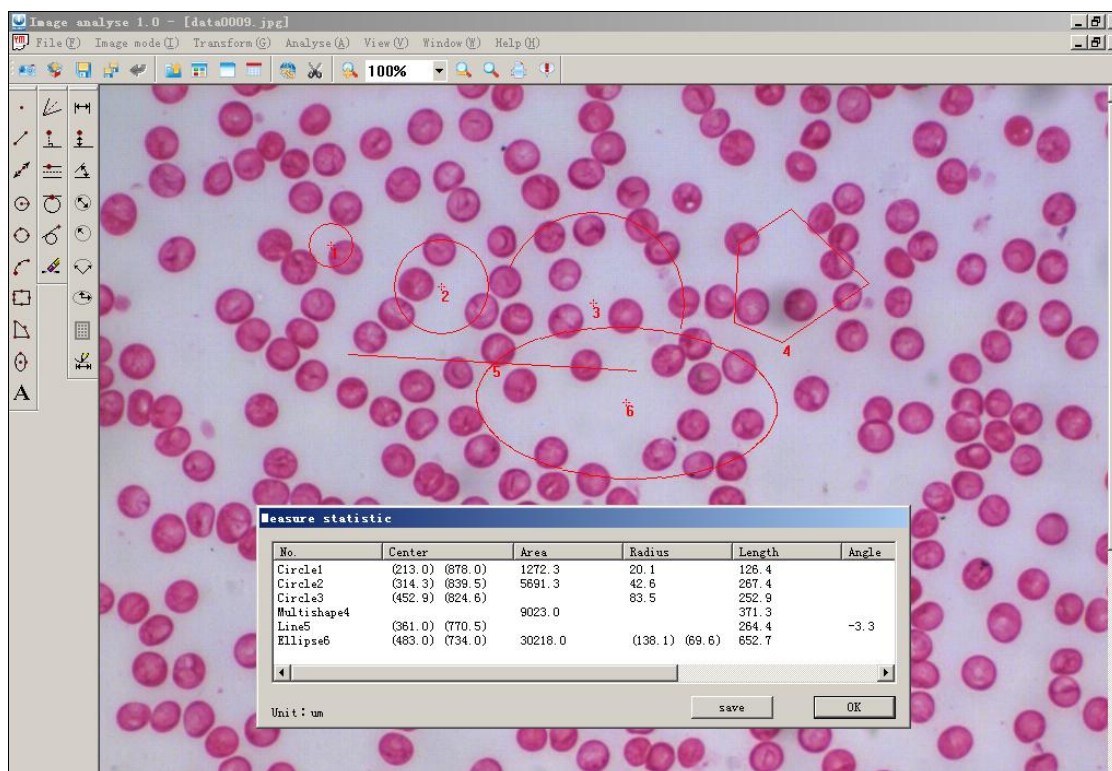 Image analyse 1.0 - [data0009.jpg]
File(F) Image mode(I) Transform(G) Analyse(A) View(V) Window(W) Help(H)
100%
A
1
2
3
4
5
6
Measure statistic
No. Center Area Radius Length Angle
Circle1 (213.0) (878.0) 1272.3 20.1 126.4
Circle2 (314.3) (839.5) 5691.3 42.6 267.4
Circle3 (452.9) (824.6) 83.5 252.9
Multishape4 9023.0 371.3
Line5 (361.0) (770.5) 264.4 -3.3
Ellipse6 (483.0) (734.0) 30218.0 (138.1) (69.6) 652.7
Unit：um
save OK